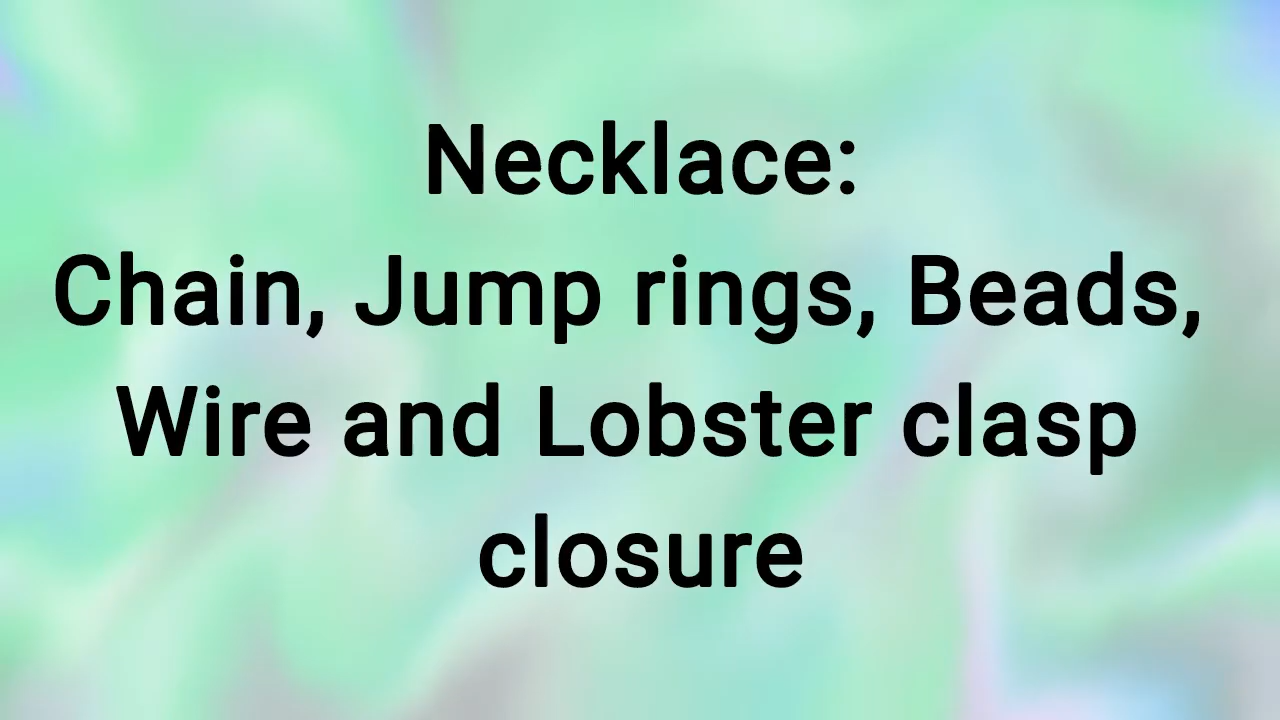 Necklace:
Chain, Jump rings, Beads,
Wire and Lobster clasp
closure